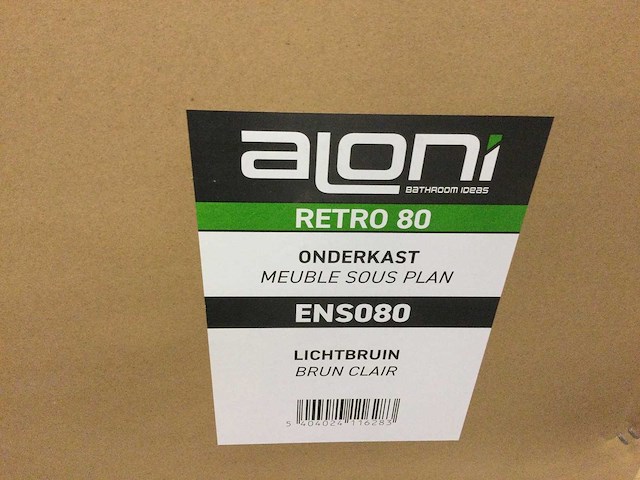 aLoni
BATHROOM IDEAS
RETRO 80
ONDERKAST
MEUBLE SOUS PLAN
ENS080
LICHTBRUIN
BRUN CLAIR
5 404024 116283